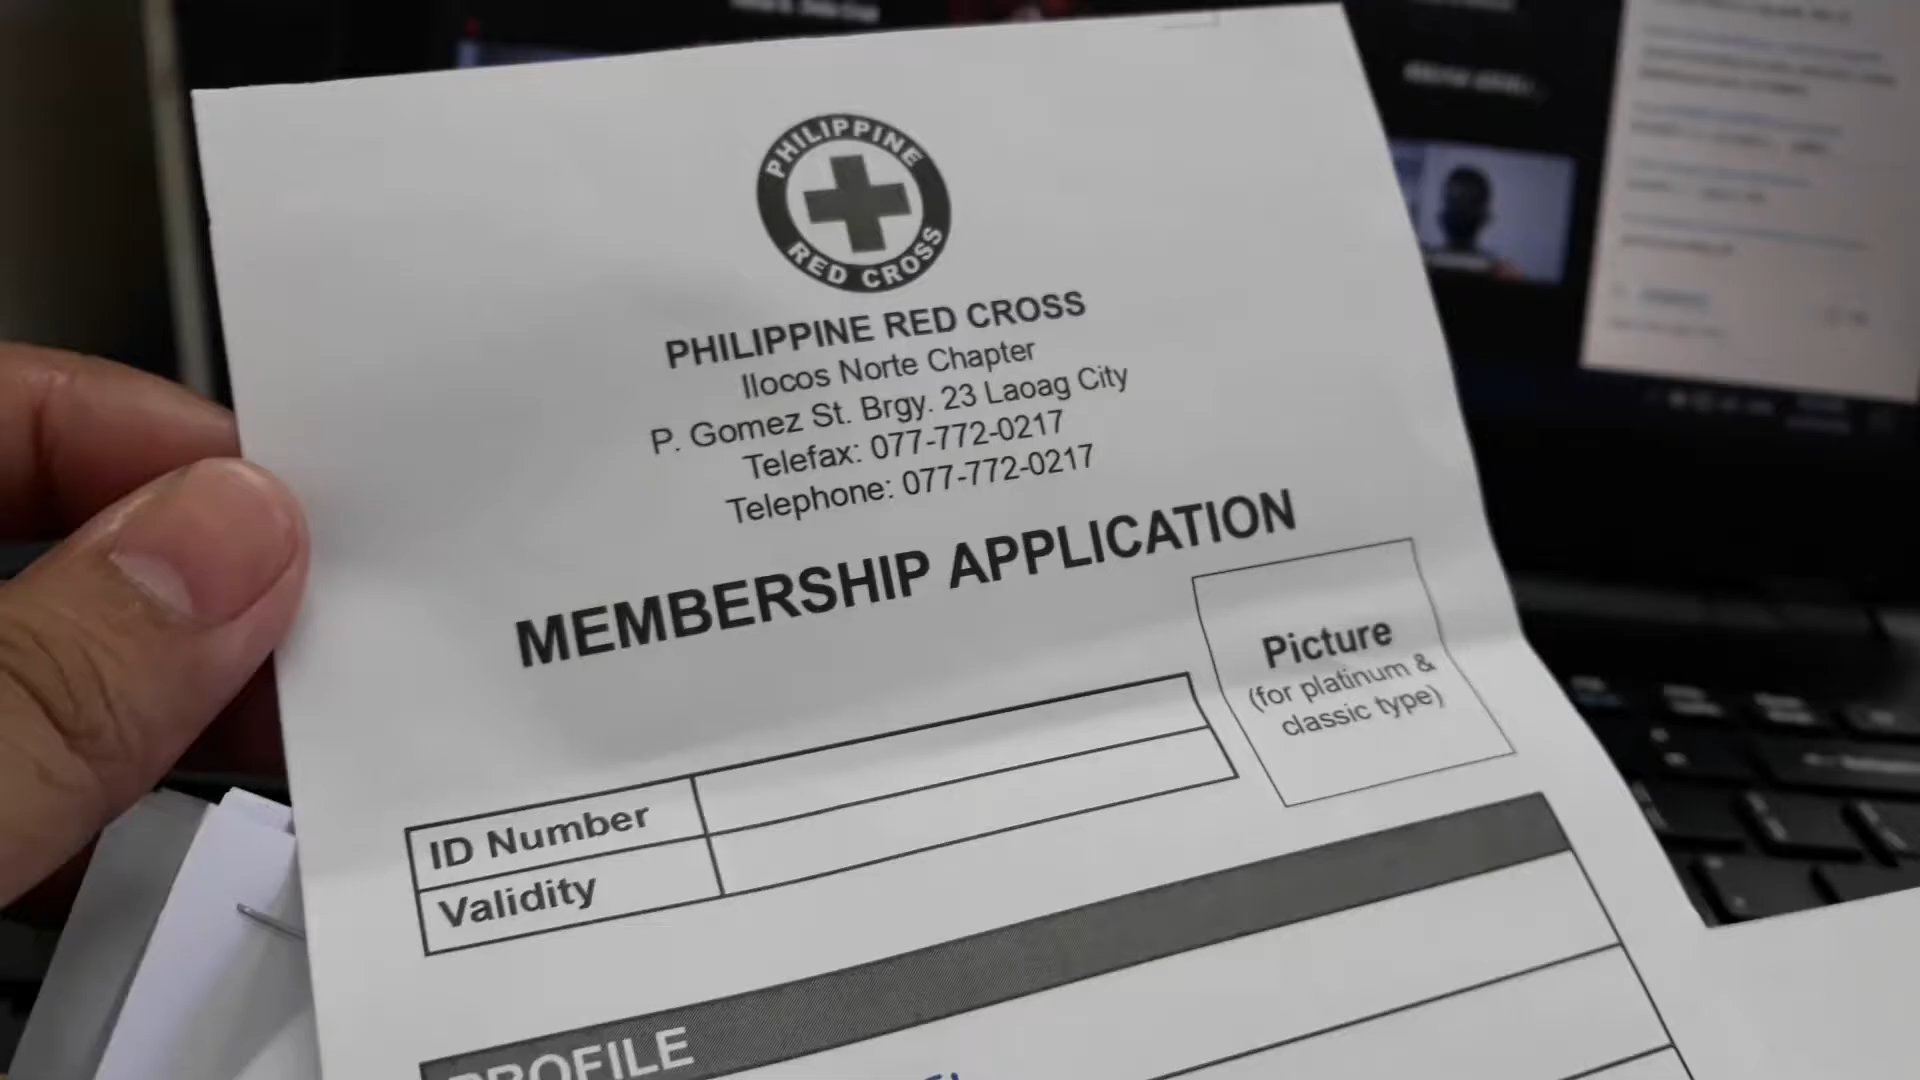 PHILIPPINE
RED CROSS
PHILIPPINE RED CROSS
Ilocos Norte Chapter
P. Gomez St. Brgy. 23 Laoag City
Telefax: 077-772-0217
Telephone: 077-772-0217
MEMBERSHIP APPLICATION
Picture
(for platinum &
classic type)
ID Number
Validity
PROFILE